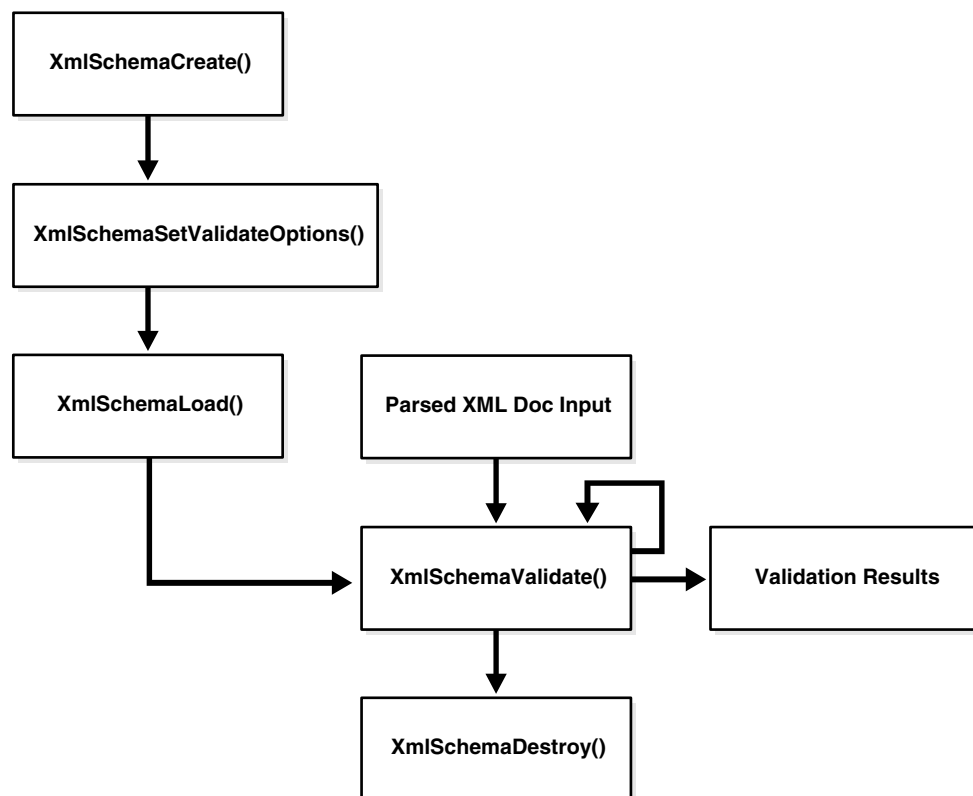 XmlSchemaCreate()
XmlSchemaSetValidateOptions()
XmlSchemaLoad()
Parsed XML Doc Input
XmlSchemaValidate()
Validation Results
XmlSchemaDestroy()